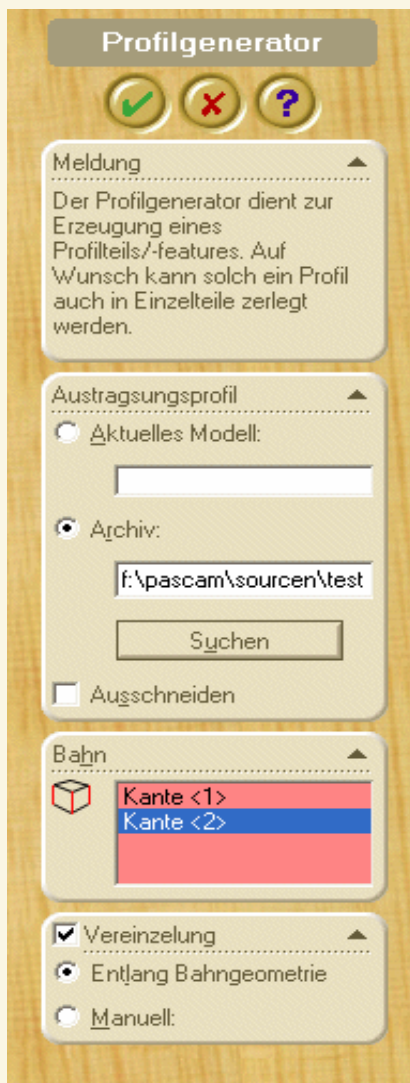 Profilgenerator
?
Meldung
Der Profilgenerator dient zur
Erzeugung eines
Profilteils/-features. Auf
Wunsch kann solch ein Profil
auch in Einzelteile zerlegt
werden.
Austragsungsprofil
Aktuelles Modell:
Archiv:
f:\pascam\sourcen\test
Suchen
Ausschneiden
Bahn
Kante <1>
Kante <2>
Vereinzelung
Entlang Bahngeometrie
Manuell: